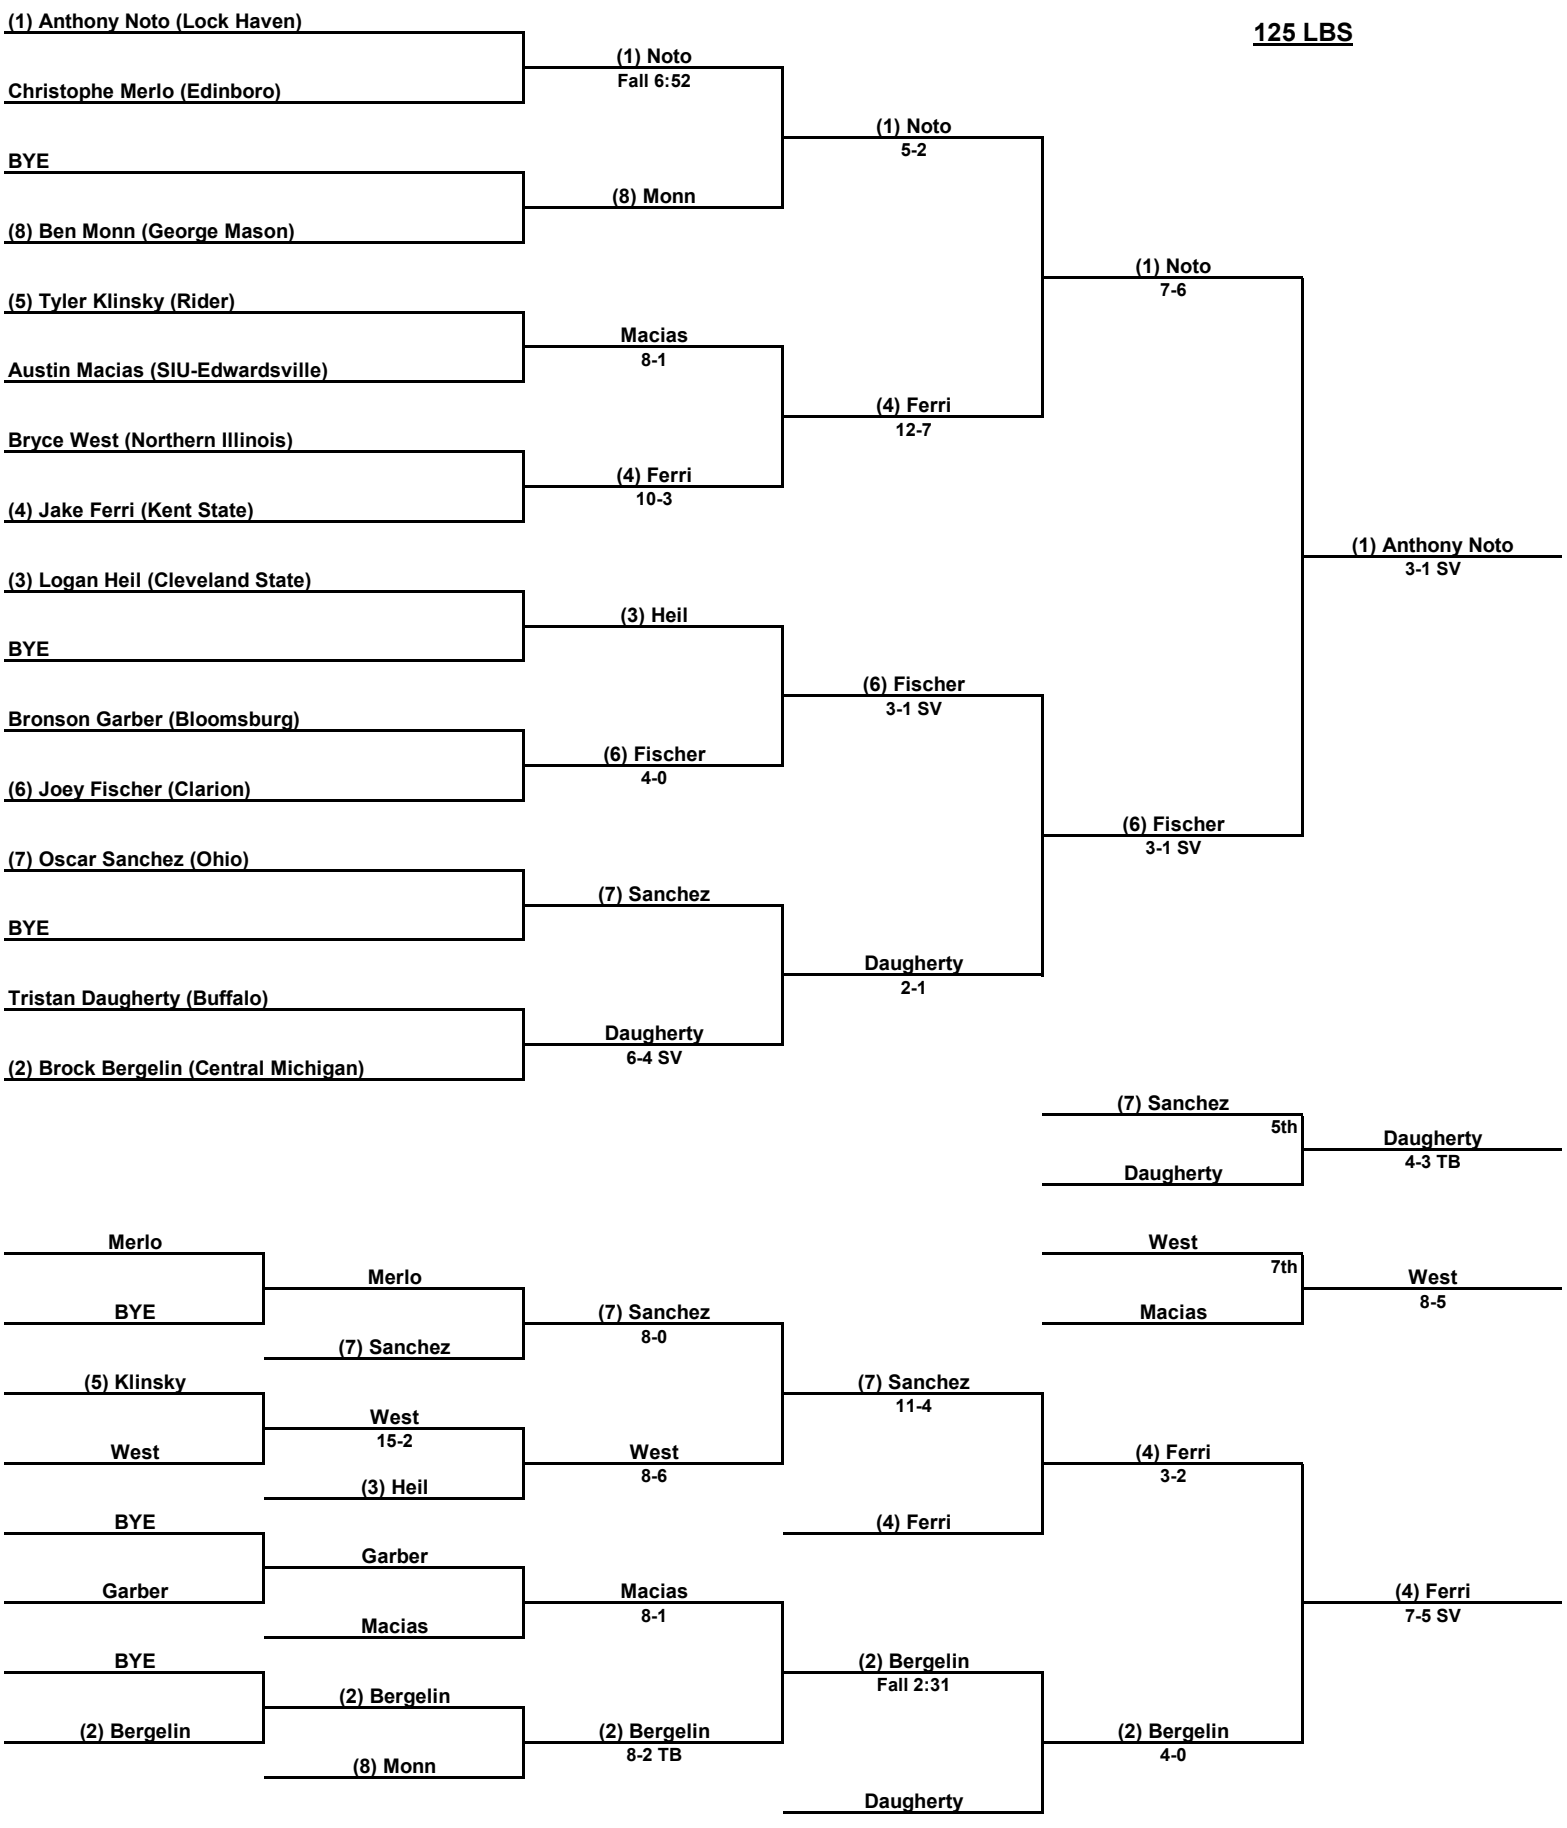 (1) Anthony Noto (Lock Haven)
125 LBS
(1) Noto
Fall 6:52
Christophe Merlo (Edinboro)
(1) Noto
5-2
BYE
(8) Monn
(8) Ben Monn (George Mason)
(1) Noto
7-6
(5) Tyler Klinsky (Rider)
Macias
8-1
Austin Macias (SIU-Edwardsville)
(4) Ferri
12-7
Bryce West (Northern Illinois)
(4) Ferri
10-3
(4) Jake Ferri (Kent State)
(1) Anthony Noto
3-1 SV
(3) Logan Heil (Cleveland State)
(3) Heil
BYE
(6) Fischer
3-1 SV
Bronson Garber (Bloomsburg)
(6) Fischer
4-0
(6) Joey Fischer (Clarion)
(6) Fischer
3-1 SV
(7) Oscar Sanchez (Ohio)
(7) Sanchez
BYE
Daugherty
2-1
Tristan Daugherty (Buffalo)
Daugherty
6-4 SV
(2) Brock Bergelin (Central Michigan)
(7) Sanchez
5th
Daugherty
4-3 TB
Daugherty
Merlo
West
7th
Merlo
West
8-5
BYE
(7) Sanchez
8-0
Macias
(7) Sanchez
(5) Klinsky
(7) Sanchez
11-4
West
15-2
West
West
8-6
(4) Ferri
3-2
(3) Heil
BYE
(4) Ferri
Garber
Garber
Macias
8-1
(4) Ferri
7-5 SV
Macias
BYE
(2) Bergelin
Fall 2:31
(2) Bergelin
(2) Bergelin
(2) Bergelin
8-2 TB
(2) Bergelin
4-0
(8) Monn
Daugherty